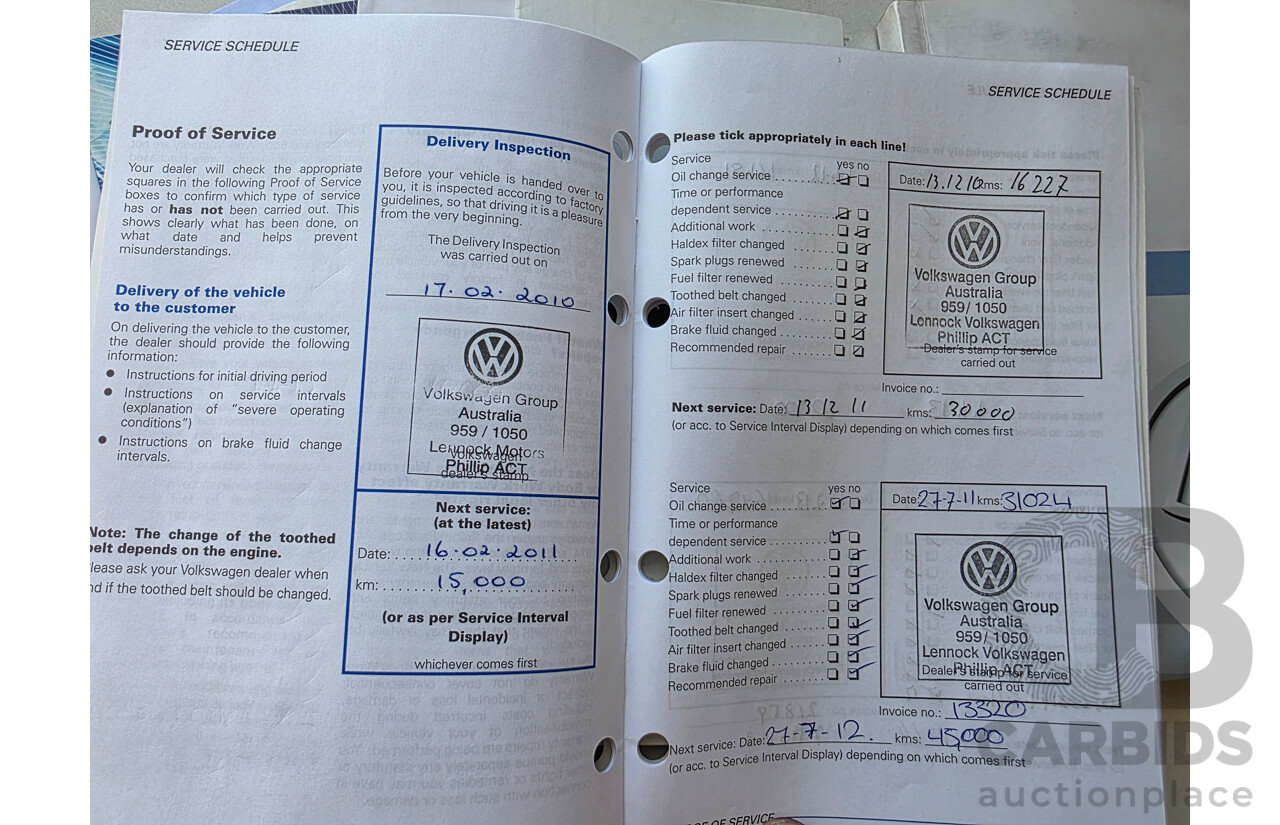 SERVICE SCHEDULE
Proof of Service
Your dealer will check the appropriate
squares in the following Proof of Service
boxes to confirm which type of service
has or has not been carried out. This
shows clearly what has been done, on
what date and helps prevent
misunderstandings.
Delivery of the vehicle
to the customer
On delivering the vehicle to the customer,
the dealer should provide the following
information:
● Instructions for initial driving period
● Instructions on service intervals
(explanation of "severe operating
conditions")
● Instructions on brake fluid change
intervals.
Note: The change of the toothed
belt depends on the engine.
Please ask your Volkswagen dealer when
and if the toothed belt should be changed.
Delivery Inspection
Before your vehicle is handed over to
you, it is inspected according to factory
guidelines, so that driving it is a pleasure
from the very beginning.
The Delivery Inspection
was carried out on
17.02.2010
Volkswagen Group
Australia
959 / 1050
Lennock Motors
Volkswagen
Phillip ACT
dealer's stamp
Next service:
(at the latest)
Date: 16.02.2011
km: 15,000
(or as per Service Interval
Display)
whichever comes first
SERVICE SCHEDULE
Please tick appropriately in each line!
Service yes no
Oil change service
Time or performance
dependent service
Additional work
Haldex filter changed
Spark plugs renewed
Fuel filter renewed
Toothed belt changed
Air filter insert changed
Brake fluid changed
Recommended repair
Date: 13.12.10 kms: 16227
Volkswagen Group
Australia
959/ 1050
Lennock Volkswagen
Phillip ACT
Dealer's stamp for service
carried out
Invoice no.:
Next service: Date: 13 12 11 kms: 30000
(or acc. to Service Interval Display) depending on which comes first
Service yes no
Oil change service
Time or performance
dependent service
Additional work
Haldex filter changed
Spark plugs renewed
Fuel filter renewed
Toothed belt changed
Air filter insert changed
Brake fluid changed
Recommended repair
Date: 27-7-11 kms: 31024
Volkswagen Group
Australia
959/ 1050
Lennock Volkswagen
Phillip ACT
Dealer's stamp for service
carried out
Invoice no.: 13320
Next service: Date: 27-7-12. kms: 45,000
(or acc. to Service Interval Display) depending on which comes first
OF SERVICE
CARBIDS
auctionplace